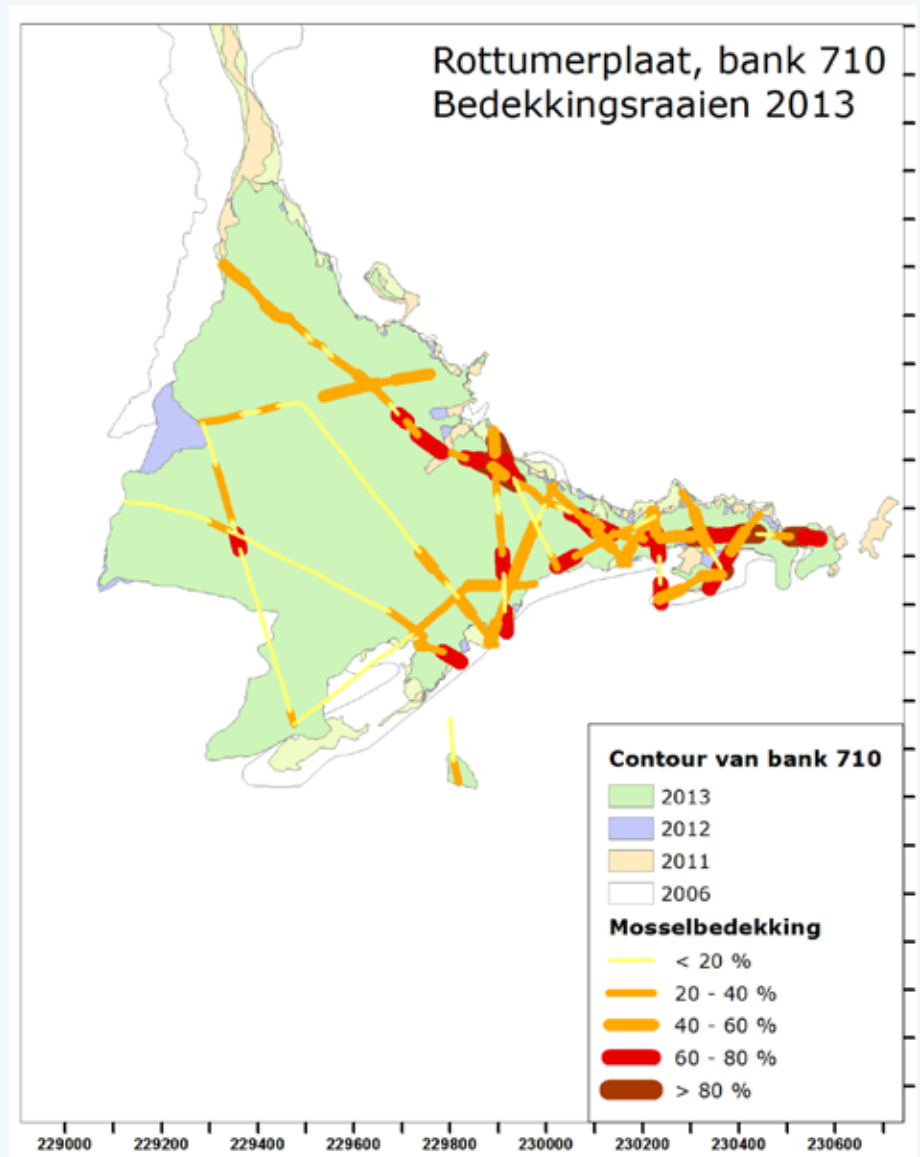 Rottumerplaat, bank 710
Bedekkingsraaien 2013
Contour van bank 710
2013
2012
2011
2006
Mosselbedekking
< 20 %
20 - 40 %
40 - 60 %
60 - 80 %
> 80 %
229000 229200 229400 229600 229800 230000 230200 230400 230600